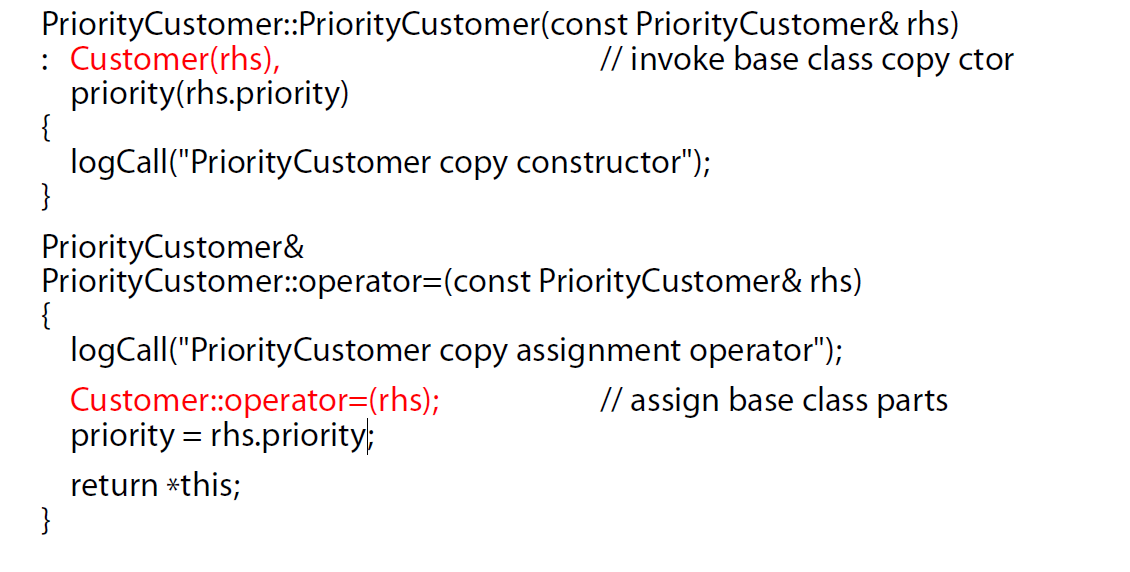 PriorityCustomer::PriorityCustomer(const PriorityCustomer& rhs)
: Customer(rhs), // invoke base class copy ctor
priority(rhs.priority)
{
logCall("PriorityCustomer copy constructor");
}
PriorityCustomer&
PriorityCustomer::operator=(const PriorityCustomer& rhs)
{
logCall("PriorityCustomer copy assignment operator");
Customer::operator=(rhs); // assign base class parts
priority = rhs.priority;
return *this;
}